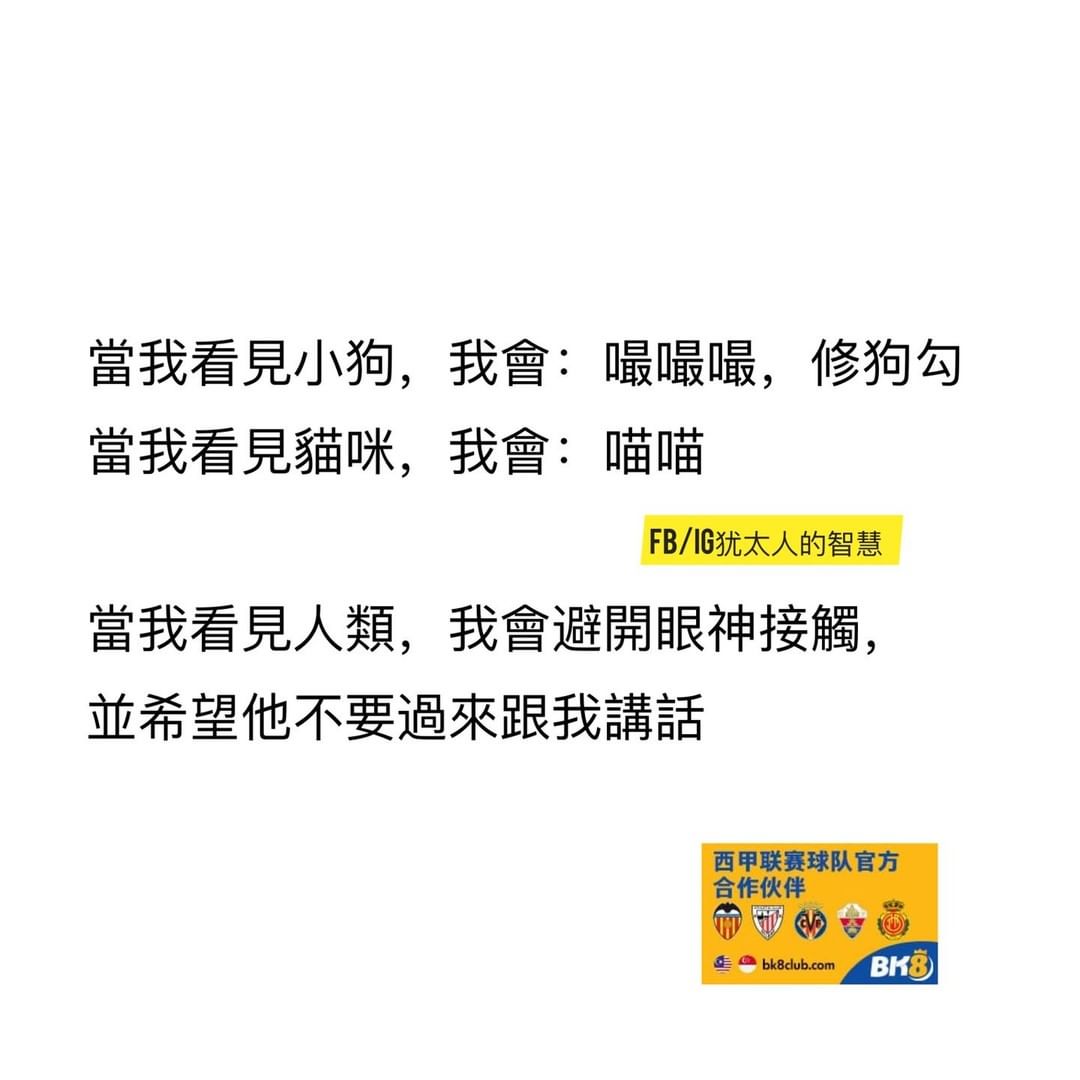 當我看見小狗，我會：嘬嘬嘬，修狗勾
當我看見貓咪，我會：喵喵
FB/IG犹太人的智慧
當我看見人類，我會避開眼神接觸，
並希望他不要過來跟我講話
西甲联赛球队官方
合作伙伴
bk8club.com
BK8